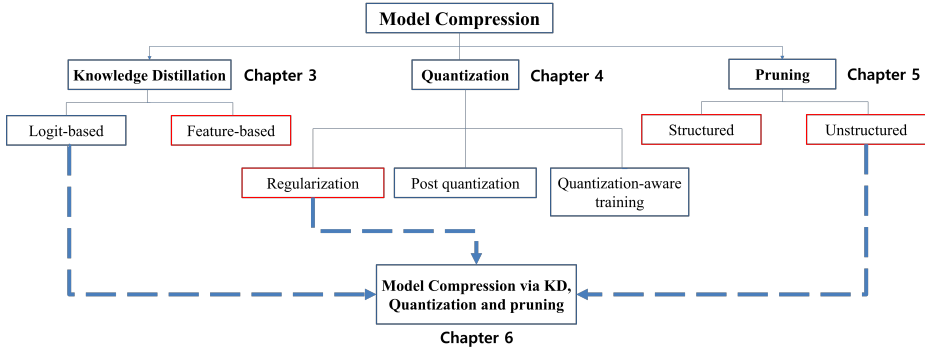 Model Compression
Knowledge Distillation
Chapter 3
Quantization
Chapter 4
Pruning
Chapter 5
Logit-based
Feature-based
Structured
Unstructured
Regularization
Post quantization
Quantization-aware
training
Model Compression via KD,
Quantization and pruning
Chapter 6